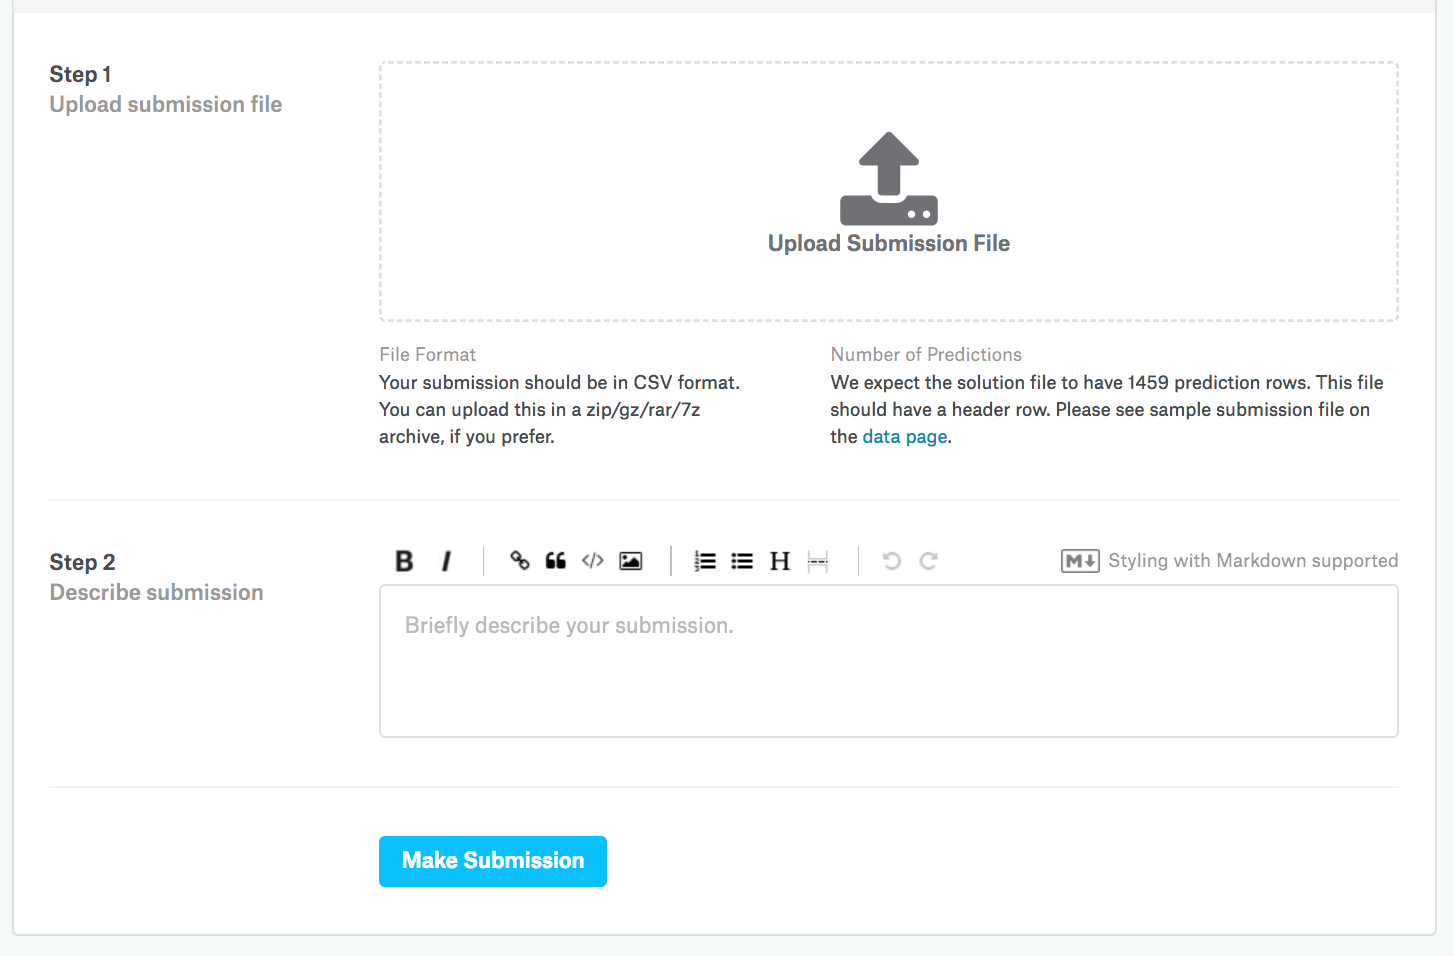 Step 1
Upload submission file
Upload Submission File
File Format
Your submission should be in CSV format.
You can upload this in a zip/gz/rar/7z
archive, if you prefer.
Number of Predictions
We expect the solution file to have 1459 prediction rows. This file
should have a header row. Please see sample submission file on
the data page.
Step 2
Describe submission
B I H
M Styling with Markdown supported
Briefly describe your submission.
Make Submission